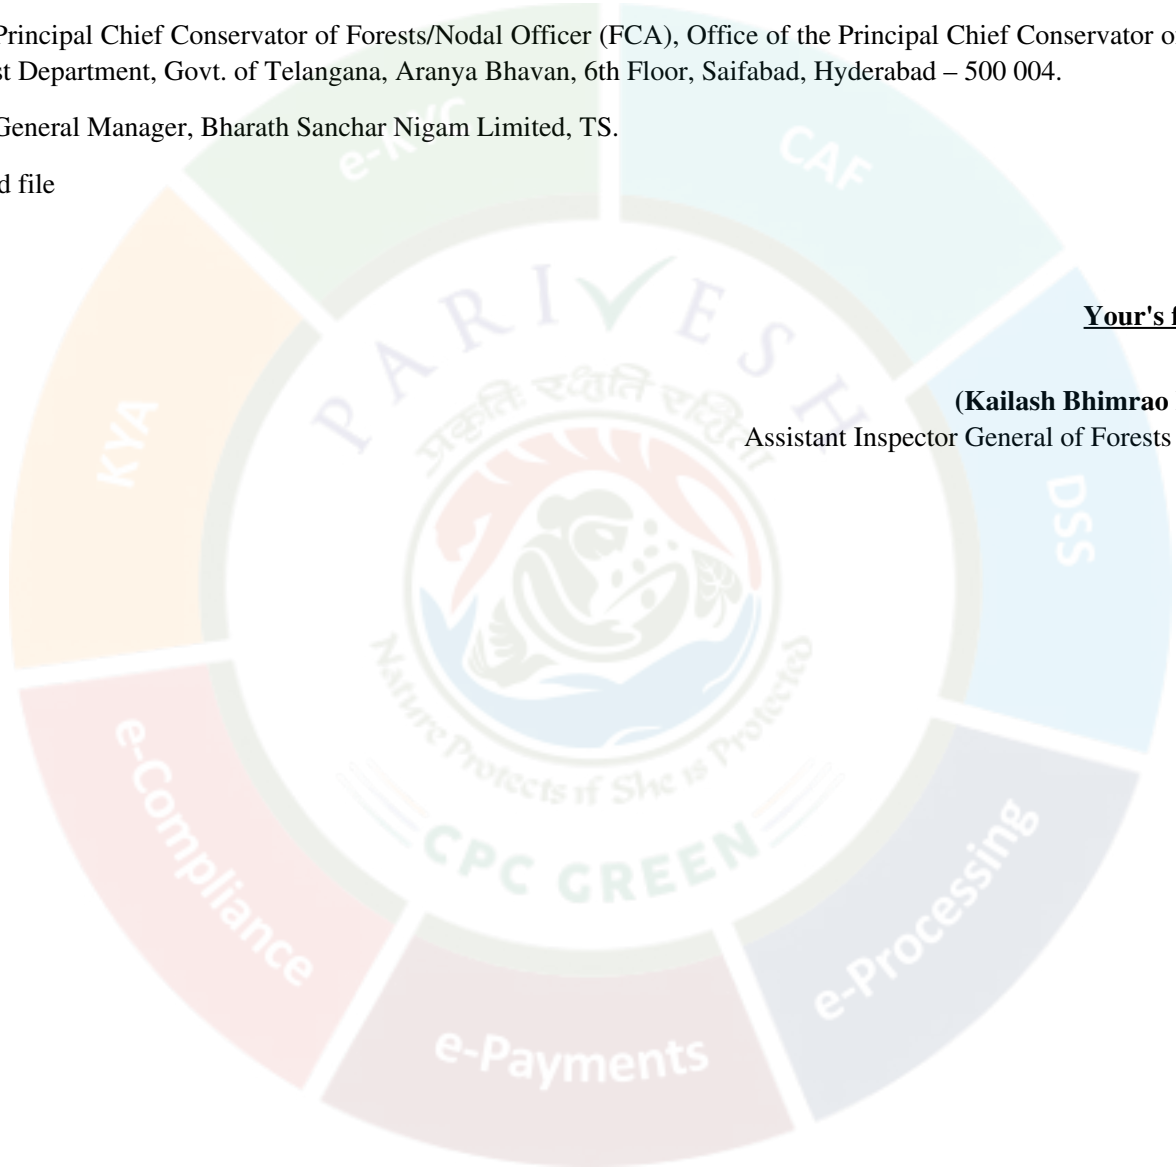 Principal Chief Conservator of Forests/Nodal Officer (FCA), Office of the Principal Chief Conservator
st Department, Govt. of Telangana, Aranya Bhavan, 6th Floor, Saifabad, Hyderabad – 500 004.
General Manager, Bharath Sanchar Nigam Limited, TS.
d file
Your's
(Kailash Bhimrao
Assistant Inspector General of Forests
e-KYC
CAF
KYA
DSS
PARIVESH
प्रकृतिः रक्षति रक्षिता
Nature Protects if She is Protected
CPC GREEN
e-Compliance
e-Processing
e-Payments